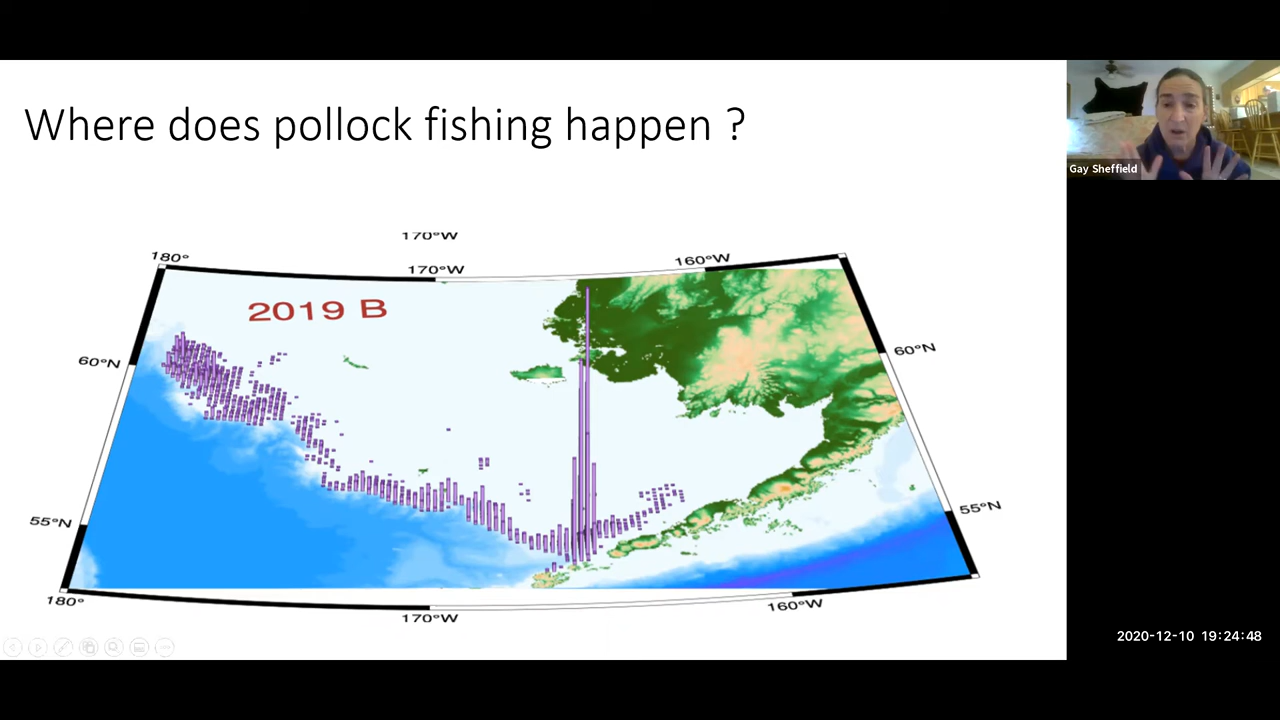 Where does pollock fishing happen ?
Gay Sheffield
170°W
180°
170°W
160°W
2019 B
60°N
60°N
55°N
55°N
180°
170°W
160°W
2020-12-10 19:24:48